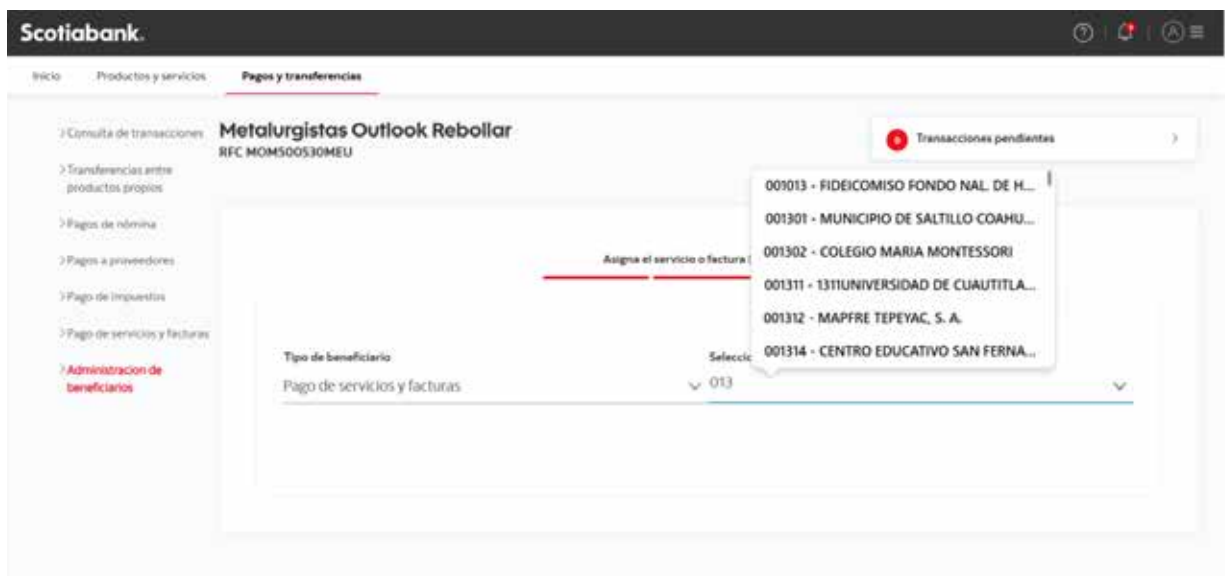 Scotiabank.
Inicio Productos y servicios Pagos y transferencias
Consulta de transacciones
Transferencias entre
productos propios
Pagos de nómina
Pagos a proveedores
Pago de impuestos
Pago de servicios y facturas
Administracion de
beneficiarios
Metalurgistas Outlook Rebollar
RFC MOM500530MEU
Transacciones pendientes
Asigna el servicio o factura
001013 - FIDEICOMISO FONDO NAL. DE H...
001301 - MUNICIPIO DE SALTILLO COAHU...
001302 - COLEGIO MARIA MONTESSORI
001311 - 1311UNIVERSIDAD DE CUAUTITLA...
001312 - MAPFRE TEPEYAC, S. A.
001314 - CENTRO EDUCATIVO SAN FERNA...
Tipo de beneficiario
Pago de servicios y facturas
Selecc
013